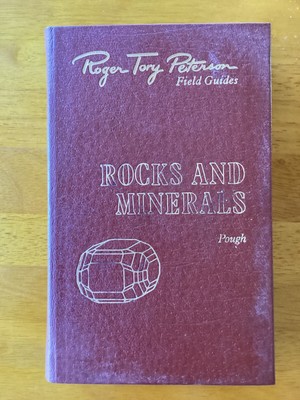 Roger Tory Peterson
Field Guides
ROCKS AND
MINERALS
Pough